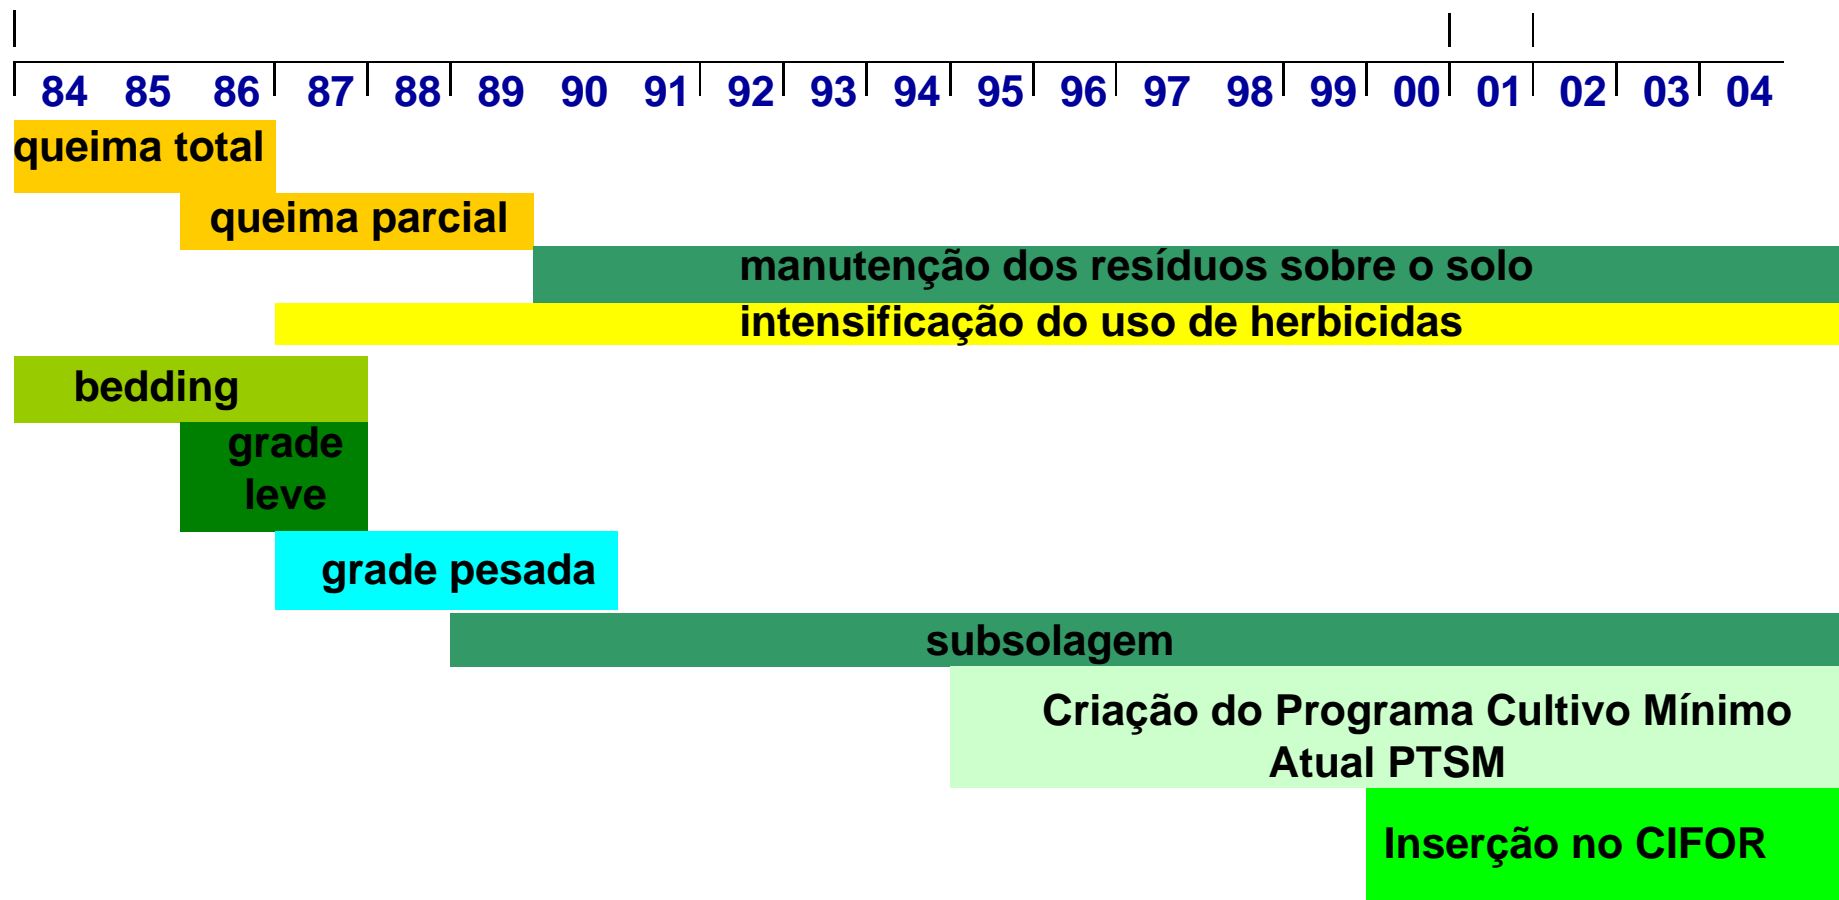 84 85 86 87 88 89 90 91 92 93 94 95 96 97 98 99 00 01 02 03 04
queima total
queima parcial
manutenção dos resíduos sobre o solo
intensificação do uso de herbicidas
bedding
grade
leve
grade pesada
subsolagem
Criação do Programa Cultivo Mínimo
Atual PTSM
Inserção no CIFOR